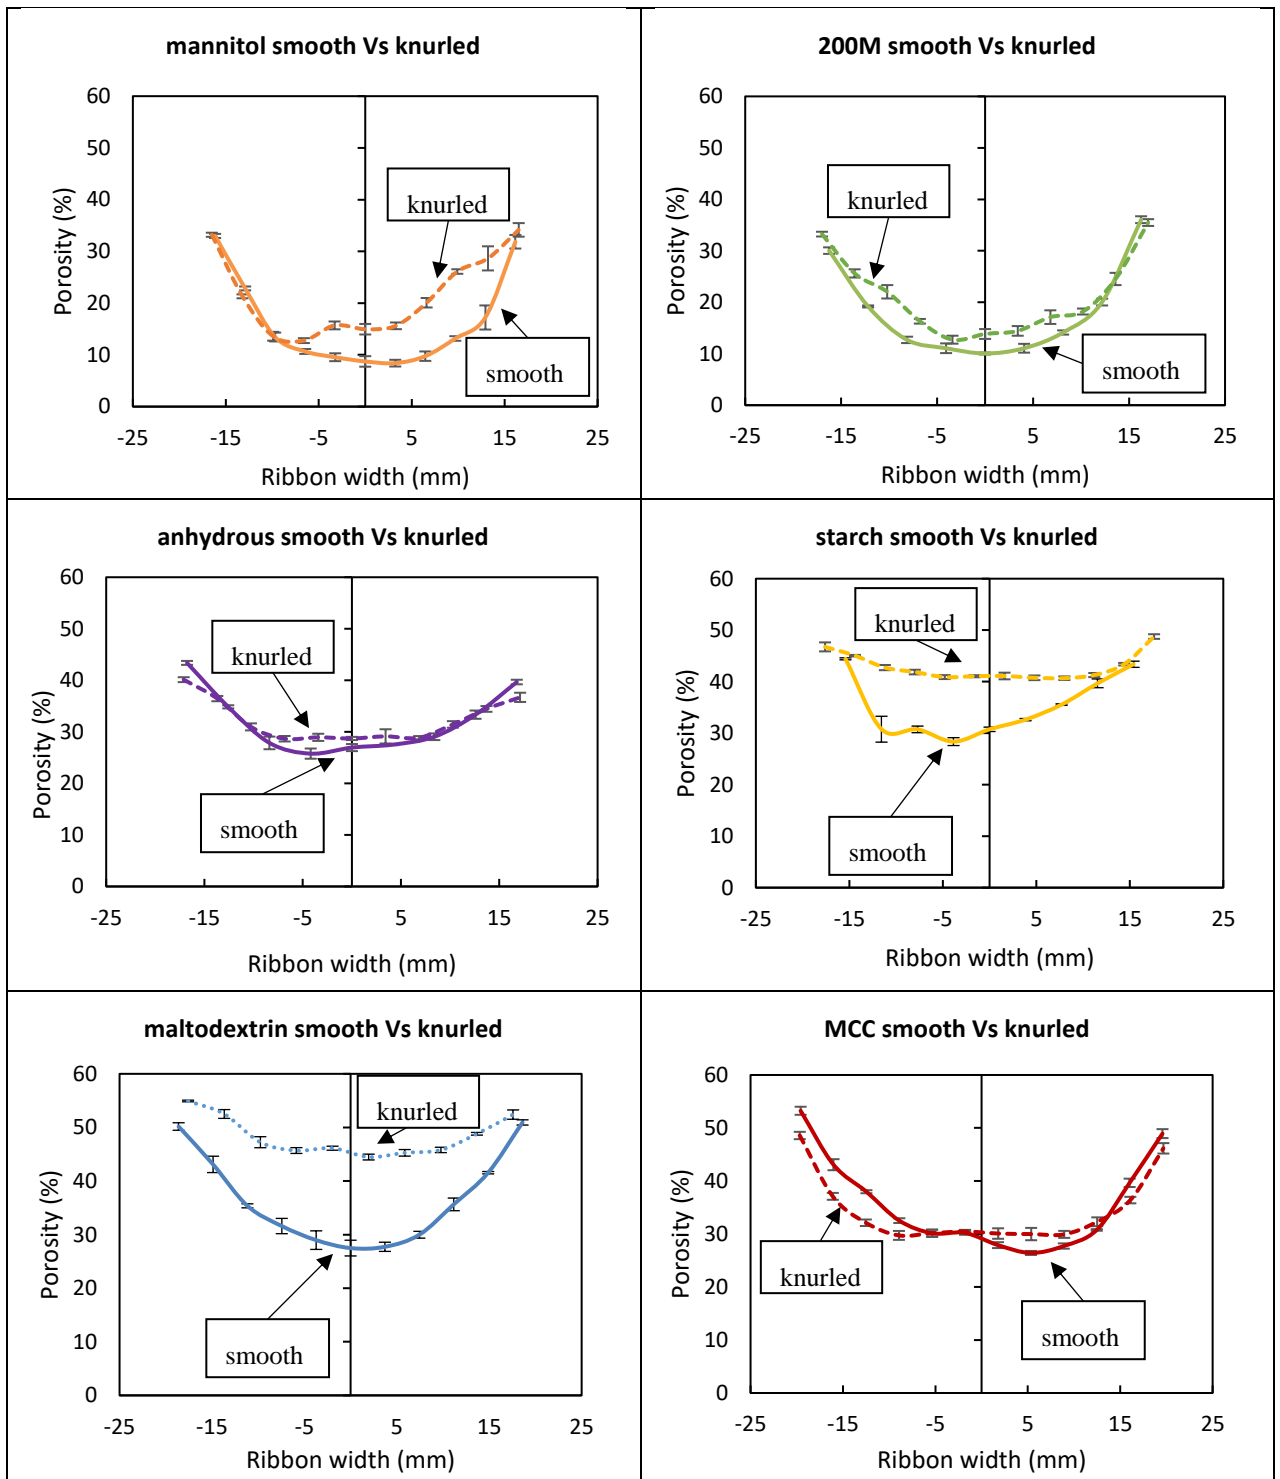 mannitol smooth Vs knurled
60
50
40
30
20
10
0
-25
-15
-5
5
15
25
Porosity (%)
Ribbon width (mm)
knurled
smooth
200M smooth Vs knurled
60
50
40
30
20
10
0
-25
-15
-5
5
15
25
Porosity (%)
Ribbon width (mm)
knurled
smooth
anhydrous smooth Vs knurled
60
50
40
30
20
10
0
-25
-15
-5
5
15
25
Porosity (%)
Ribbon width (mm)
knurled
smooth
starch smooth Vs knurled
60
50
40
30
20
10
0
-25
-15
-5
5
15
25
Porosity (%)
Ribbon width (mm)
knurled
smooth
maltodextrin smooth Vs knurled
60
50
40
30
20
10
0
-25
-15
-5
5
15
25
Porosity (%)
Ribbon width (mm)
knurled
smooth
MCC smooth Vs knurled
60
50
40
30
20
10
0
-25
-15
-5
5
15
25
Porosity (%)
Ribbon width (mm)
knurled
smooth